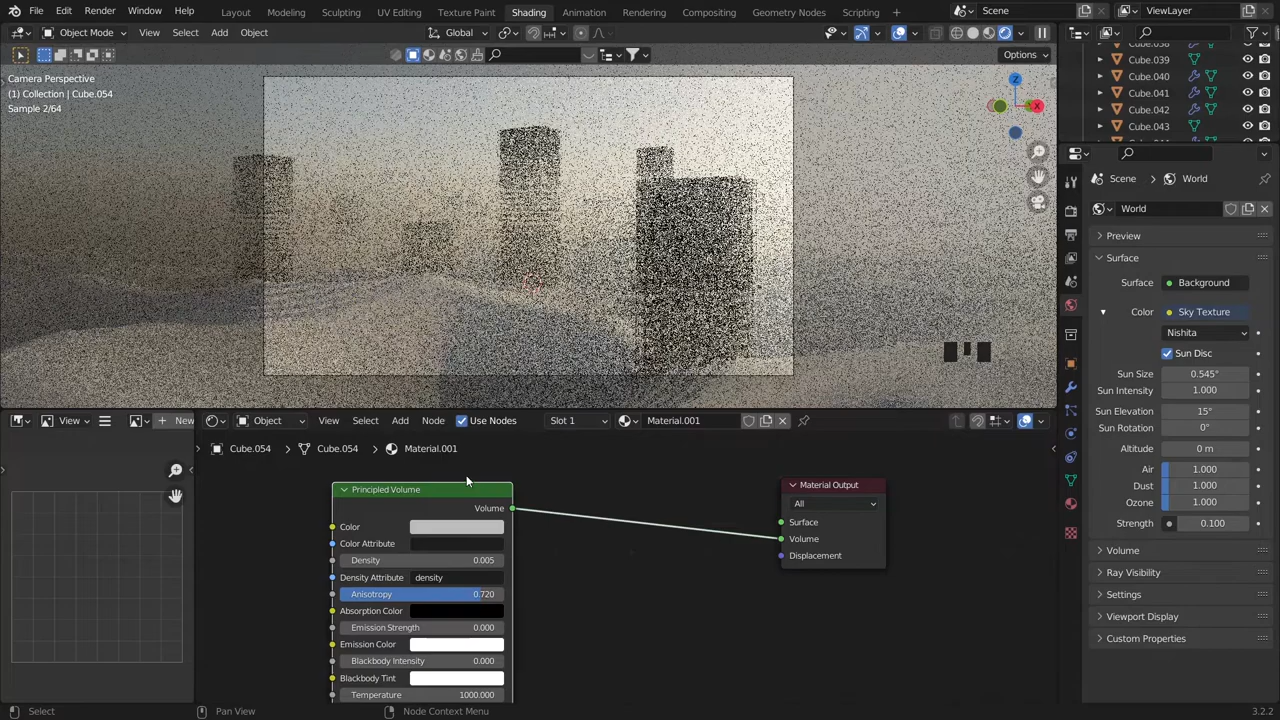 File Edit Render Window Help Layout Modeling Sculpting UV Editing Texture Paint Shading Animation Rendering Compositing Geometry Nodes Scripting Scene ViewLayer
Object Mode View Select Add Object Global
Options
Camera Perspective
(1) Collection | Cube.054
Sample 2/64
Z
X
Cube.038
Cube.039
Cube.040
Cube.041
Cube.042
Cube.043
Scene World
World
Preview
Surface
Surface Background
Color Sky Texture
Nishita
Sun Disc
Sun Size 0.545°
Sun Intensity 1.000
Sun Elevation 15°
Sun Rotation 0°
Altitude 0 m
Air 1.000
Dust 1.000
Ozone 1.000
Strength 0.100
Volume
Ray Visibility
Settings
Viewport Display
Custom Properties
View New Object View Select Add Node Use Nodes Slot 1 Material.001
Cube.054 Cube.054 Material.001
Principled Volume
Volume
Color
Color Attribute
Density 0.005
Density Attribute density
Anisotropy 0.720
Absorption Color
Emission Strength 0.000
Emission Color
Blackbody Intensity 0.000
Blackbody Tint
Temperature 1000.000
Material Output
All
Surface
Volume
Displacement
Select Pan View Node Context Menu 3.2.2